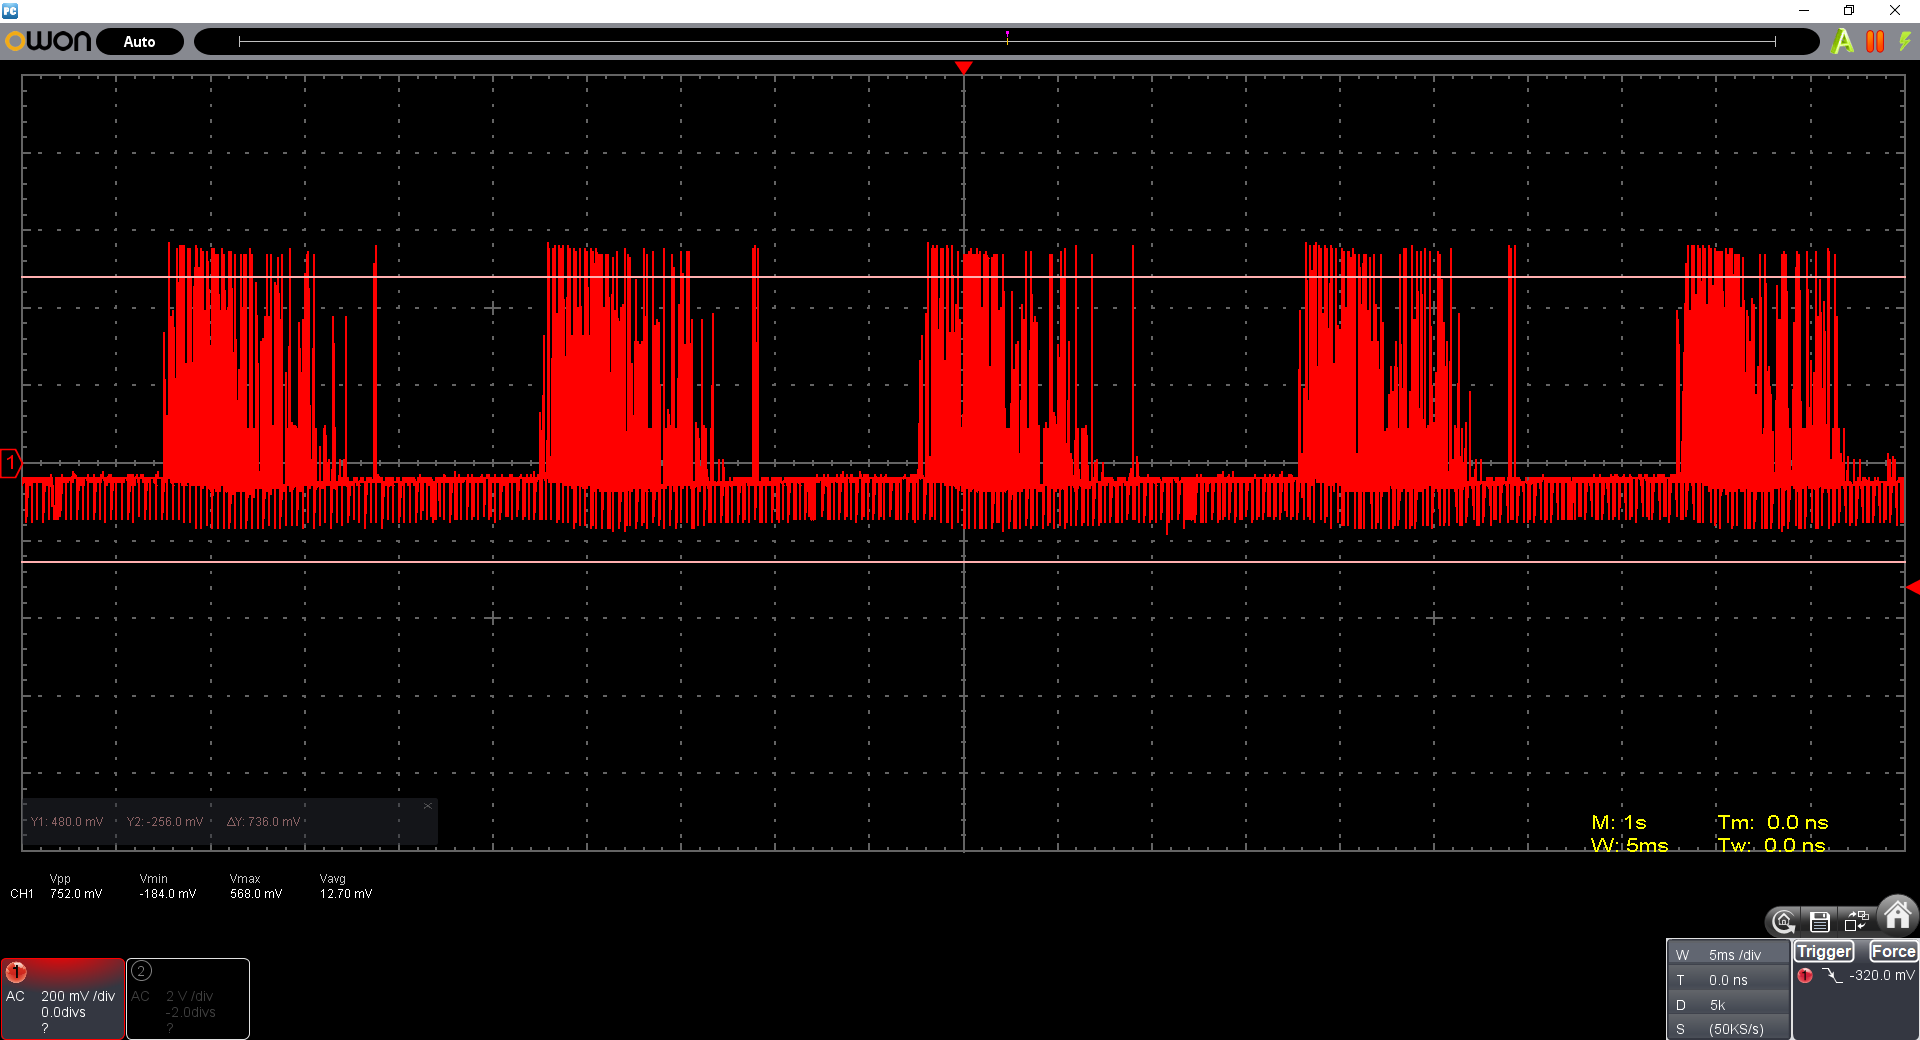 PC
OWON Auto A
1
Y1: 480.0 mV Y2: -256.0 mV ΔY: 736.0 mV
M: 1s Tm: 0.0 ns
W: 5ms Tw: 0.0 ns
Vpp Vmin Vmax Vavg
CH1 752.0 mV -184.0 mV 568.0 mV 12.70 mV
1
AC 200 mV /div
0.0divs
?
2
AC 2 V /div
-2.0divs
?
W 5ms /div
T 0.0 ns
D 5k
S (50KS/s)
Trigger Force
1 -320.0 mV